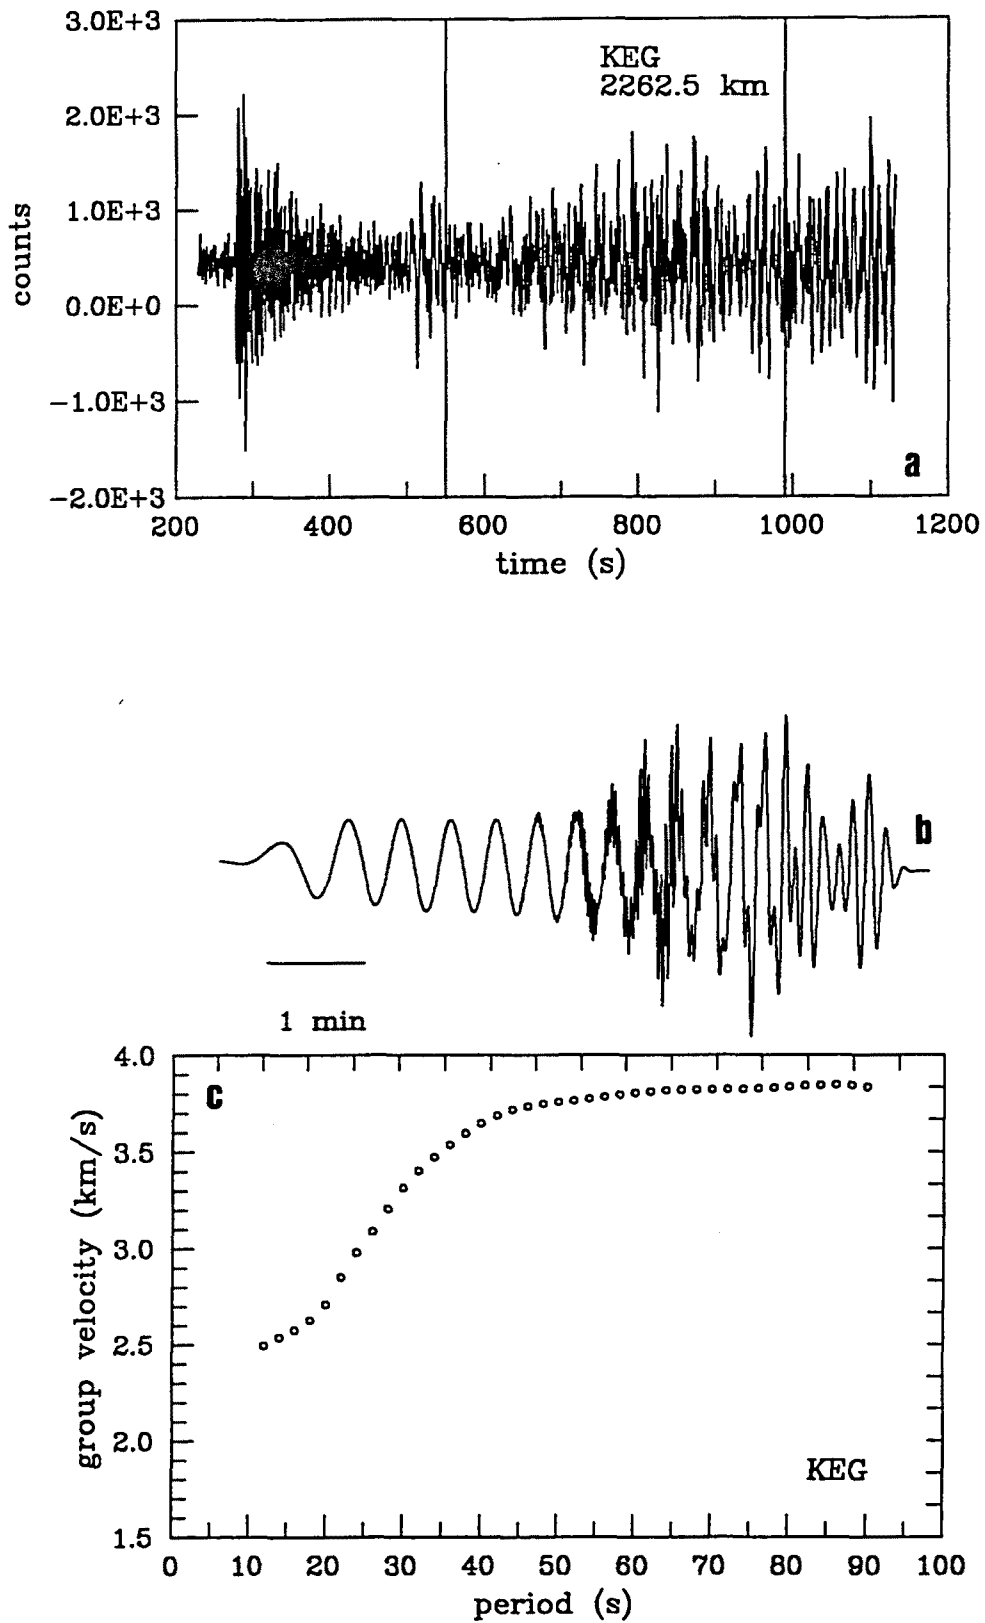 3.0E+3
KEG
2262.5 km
2.0E+3
1.0E+3
counts
0.0E+0
−1.0E+3
a
−2.0E+3
200 400 600 800 1000 1200
time (s)
b
1 min
4.0
c
3.5
group velocity (km/s)
3.0
2.5
2.0
KEG
1.5
0 10 20 30 40 50 60 70 80 90 100
period (s)